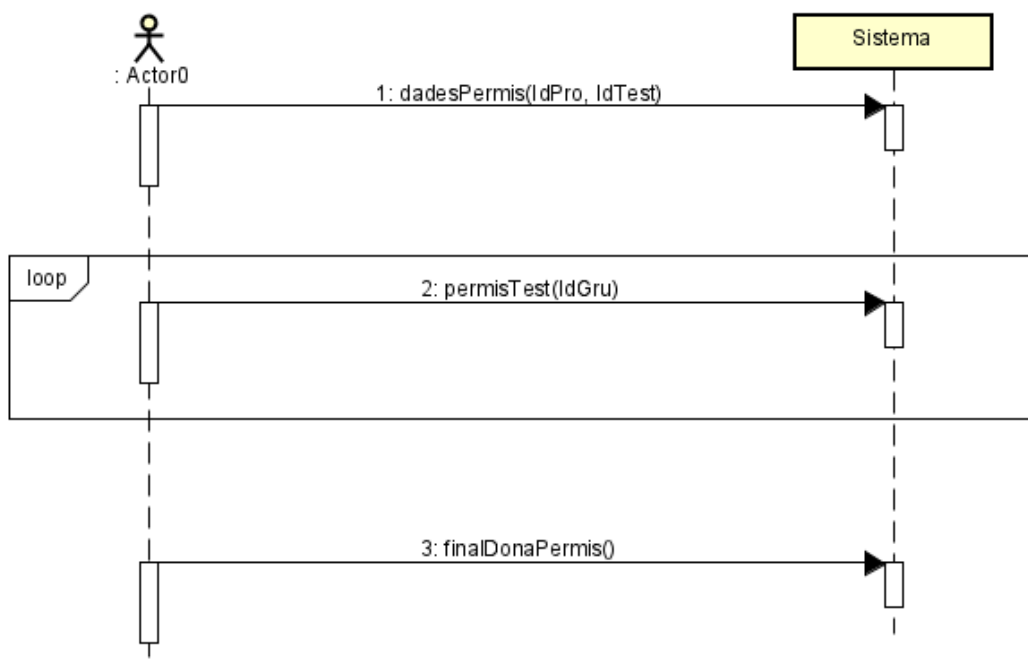 : Actor0
Sistema
1: dadesPermis(IdPro, IdTest)
loop
2: permisTest(IdGru)
3: finalDonaPermis()